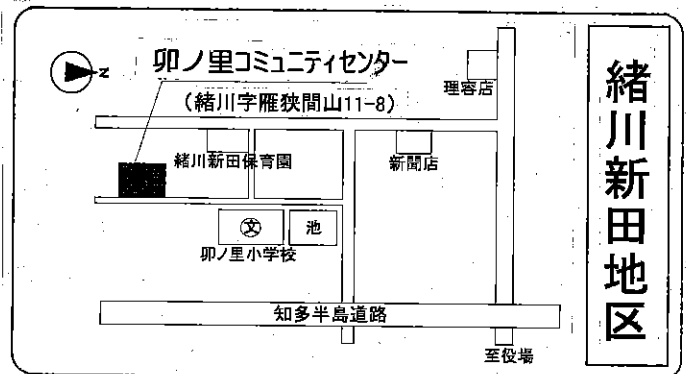 卯ノ里コミュニティセンター
(緒川字雁狭間山11-8)
N
理容店
緒川新田保育園
新聞店
文
池
卯ノ里小学校
知多半島道路
至役場
緒川新田地区